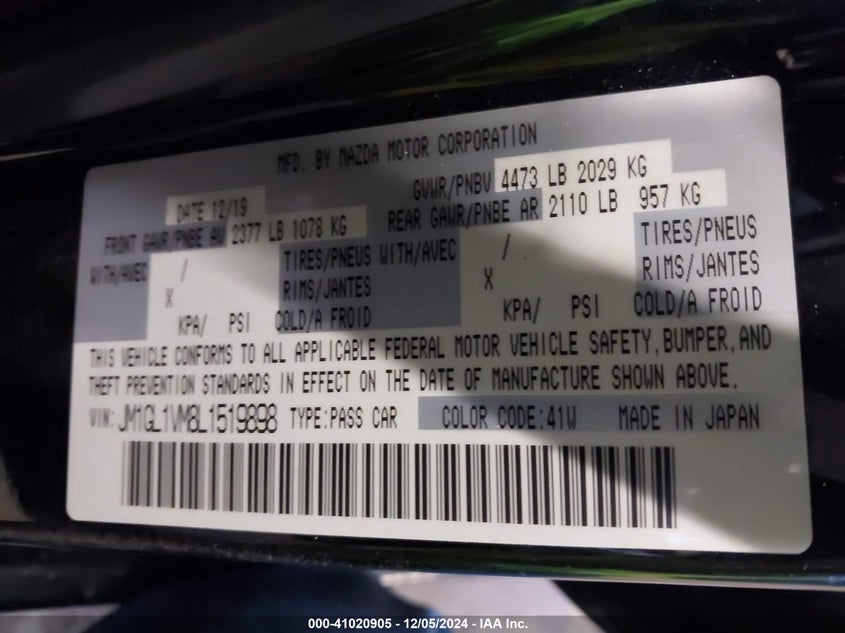 MFD. BY MAZDA MOTOR CORPORATION
DATE 12/19 GVWR/PNBV 4473 LB 2029 KG
FRONT GAWR/PNBE AV 2377 LB 1078 KG REAR GAWR/PNBE AR 2110 LB 957 KG
WITH/AVEC / TIRES/PNEUS WITH/AVEC / TIRES/PNEUS
X RIMS/JANTES X RIMS/JANTES
KPA/ PSI COLD/A FROID KPA/ PSI COLD/A FROID
THIS VEHICLE CONFORMS TO ALL APPLICABLE FEDERAL MOTOR VEHICLE SAFETY, BUMPER, AND
THEFT PREVENTION STANDARDS IN EFFECT ON THE DATE OF MANUFACTURE SHOWN ABOVE.
VIN: JM1GL1VM8L1519898 TYPE: PASS CAR COLOR CODE: 41W MADE IN JAPAN
000-41020905 - 12/05/2024 - IAA Inc.